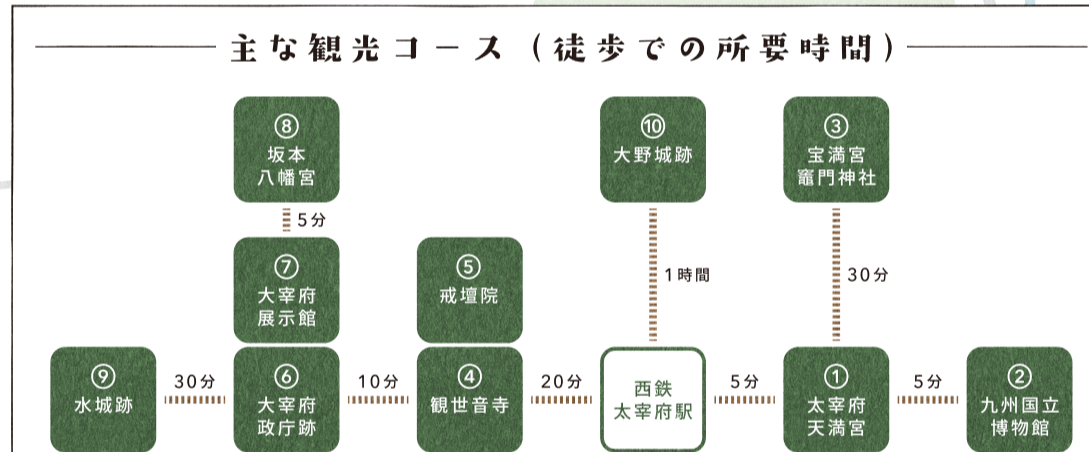 主な観光コース（徒歩での所要時間）
⑧
坂本
八幡宮
⑩
大野城跡
③
宝満宮
竈門神社
5分
⑦
大宰府
展示館
⑤
戒壇院
1時間
30分
⑨
水城跡
30分
⑥
大宰府
政庁跡
10分
④
観世音寺
20分
西鉄
太宰府駅
5分
①
太宰府
天満宮
5分
②
九州国立
博物館